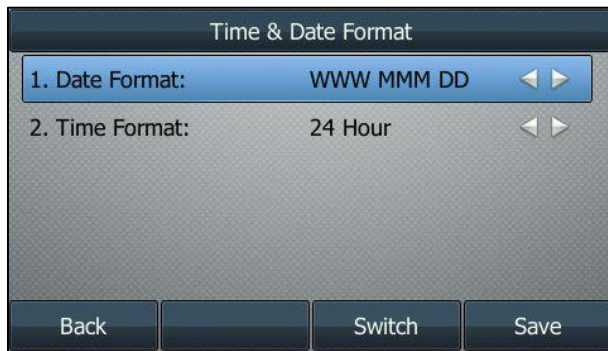 Time & Date Format
1. Date Format: WWW MMM DD
2. Time Format: 24 Hour
Back Switch Save